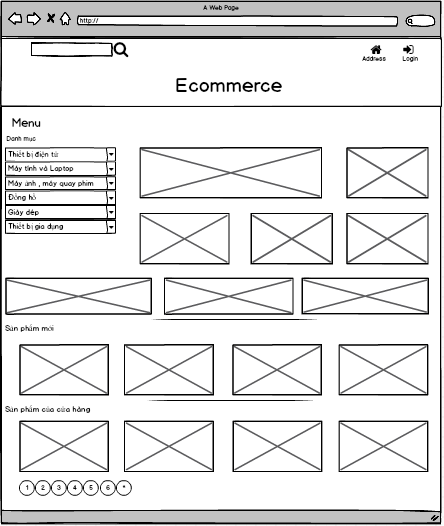 A Web Page
http://
Address
Login
Ecommerce
Menu
Danh mục
Thiết bị điện tử
Máy tính và Laptop
Máy ảnh , máy quay phim
Đồng hồ
Giày dép
Thiết bị gia dụng
Sản phẩm mới
Sản phẩm của cửa hàng
1 2 3 4 5 6 *